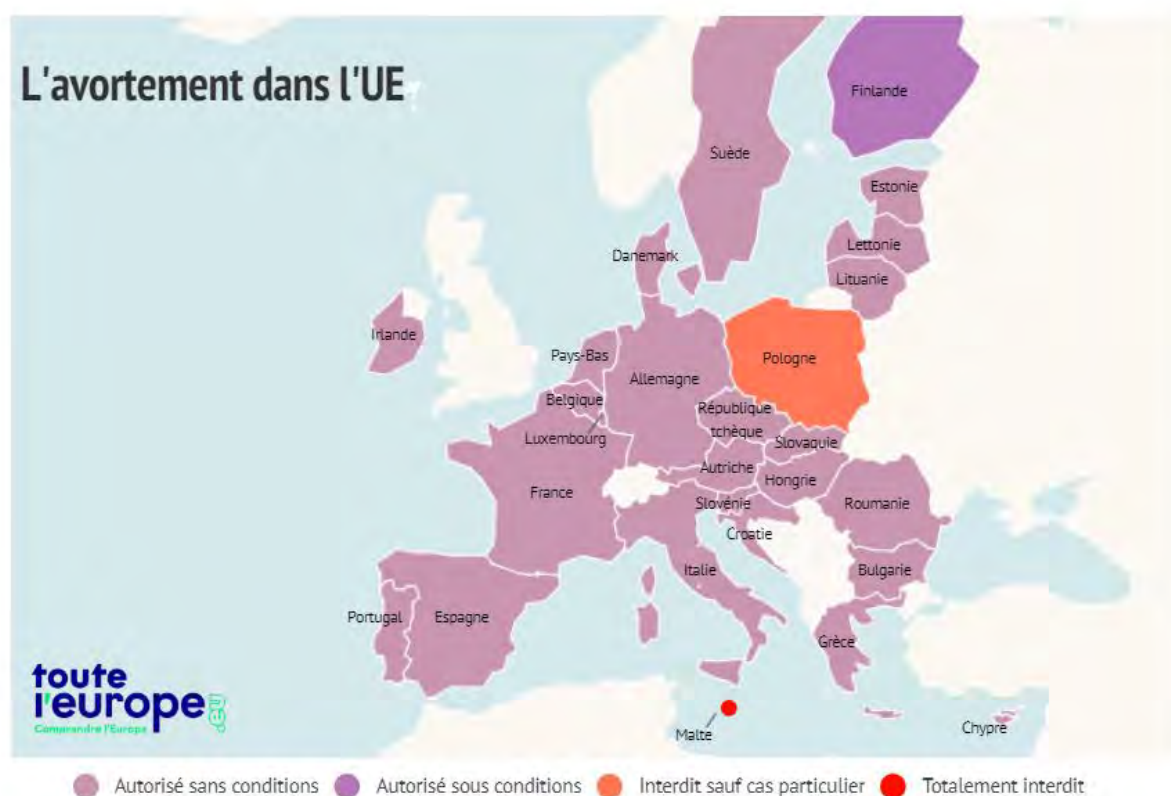 L'avortement dans l'UE
Finlande
Suède
Estonie
Lettonie
Lituanie
Danemark
Irlande
Pays-Bas
Allemagne
Pologne
Belgique
Luxembourg
République
tchèque
Slovaquie
Autriche
Hongrie
France
Slovénie
Roumanie
Croatie
Italie
Bulgarie
Portugal
Espagne
Grèce
Malte
Chypre
toute
l'europe.eu
Comprendre l'Europe
Autorisé sans conditions
Autorisé sous conditions
Interdit sauf cas particulier
Totalement interdit